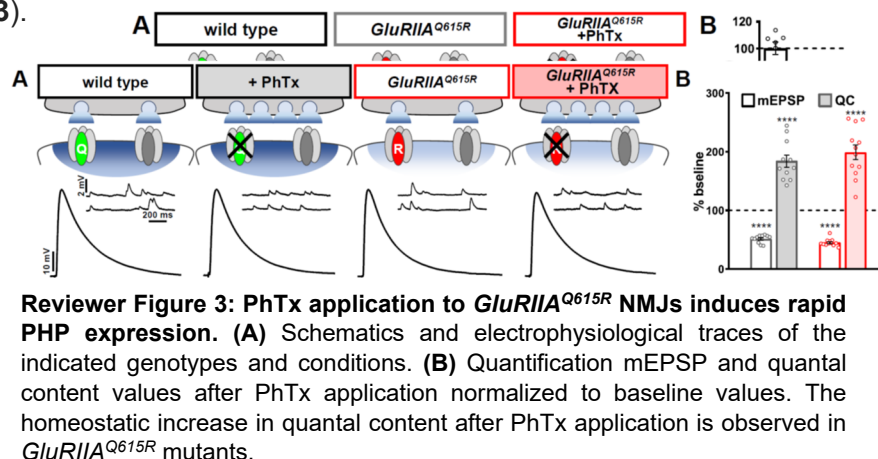 3).
A
wild type
GluRIIA^Q615R
GluRIIA^Q615R
+PhTx
B
120
100
A
wild type
+ PhTx
GluRIIA^Q615R
GluRIIA^Q615R
+ PhTX
B
Q
R
2 mV
200 ms
10 mV
300
200
100
0
% bseline
mEPSP
QC
****
****
****
****
Reviewer Figure 3: PhTx application to GluRIIA^Q615R NMJs induces rapid
PHP expression. (A) Schematics and electrophysiological traces of the
indicated genotypes and conditions. (B) Quantification mEPSP and quantal
content values after PhTx application normalized to baseline values. The
homeostatic increase in quantal content after PhTx application is observed in
GluRIIA^Q615R mutants.